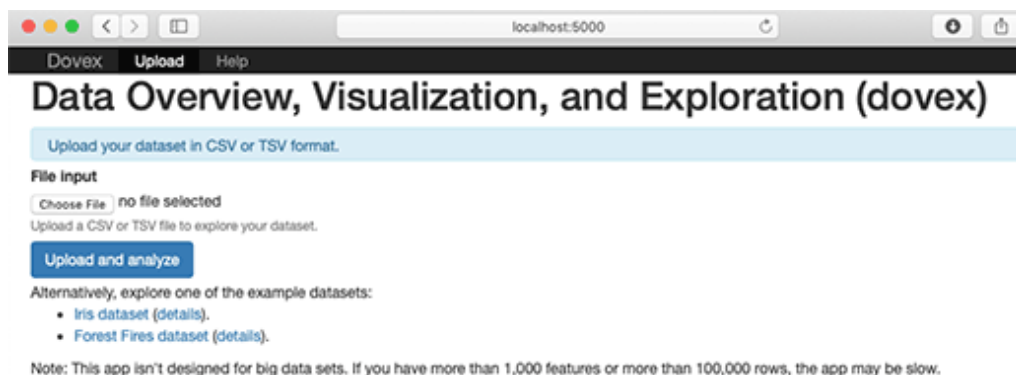 localhost:5000
Dovex Upload Help
Data Overview, Visualization, and Exploration (dovex)
Upload your dataset in CSV or TSV format.
File input
Choose File no file selected
Upload a CSV or TSV file to explore your dataset.
Upload and analyze
Alternatively, explore one of the example datasets:
• Iris dataset (details).
• Forest Fires dataset (details).
Note: This app isn't designed for big data sets. If you have more than 1,000 features or more than 100,000 rows, the app may be slow.